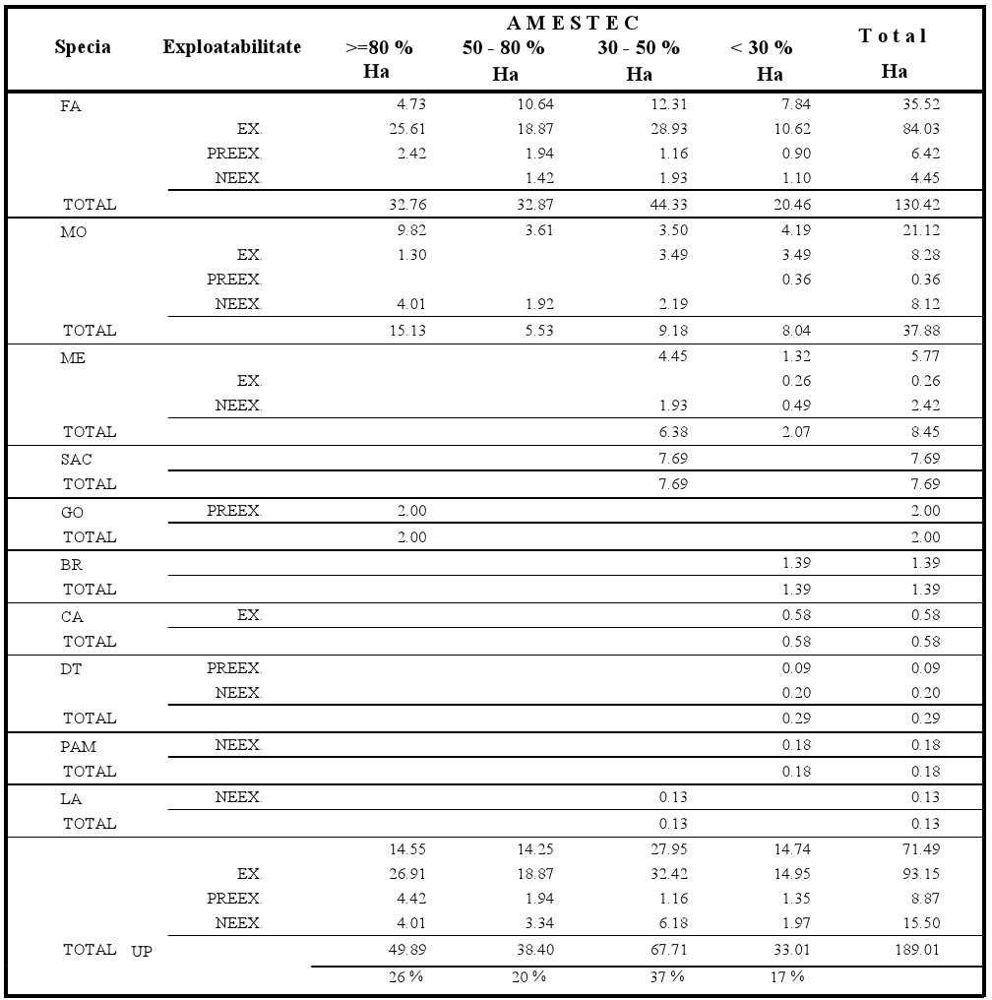 A M E S T E C
Specia Exploatabilitate >=80 % 50 - 80 % 30 - 50 % < 30 % T o t a l
Ha Ha Ha Ha Ha
FA 4.73 10.64 12.31 7.84 35.52
EX. 25.61 18.87 28.93 10.62 84.03
PREEX. 2.42 1.94 1.16 0.90 6.42
NEEX. 1.42 1.93 1.10 4.45
TOTAL 32.76 32.87 44.33 20.46 130.42
MO 9.82 3.61 3.50 4.19 21.12
EX. 1.30 3.49 3.49 8.28
PREEX. 0.36 0.36
NEEX. 4.01 1.92 2.19 8.12
TOTAL 15.13 5.53 9.18 8.04 37.88
ME 4.45 1.32 5.77
EX. 0.26 0.26
NEEX. 1.93 0.49 2.42
TOTAL 6.38 2.07 8.45
SAC 7.69 7.69
TOTAL 7.69 7.69
GO PREEX. 2.00 2.00
TOTAL 2.00 2.00
BR 1.39 1.39
TOTAL 1.39 1.39
CA EX. 0.58 0.58
TOTAL 0.58 0.58
DT PREEX. 0.09 0.09
NEEX. 0.20 0.20
TOTAL 0.29 0.29
PAM NEEX. 0.18 0.18
TOTAL 0.18 0.18
LA NEEX. 0.13 0.13
TOTAL 0.13 0.13
14.55 14.25 27.95 14.74 71.49
EX. 26.91 18.87 32.42 14.95 93.15
PREEX. 4.42 1.94 1.16 1.35 8.87
NEEX. 4.01 3.34 6.18 1.97 15.50
TOTAL UP 49.89 38.40 67.71 33.01 189.01
26 % 20 % 37 % 17 %